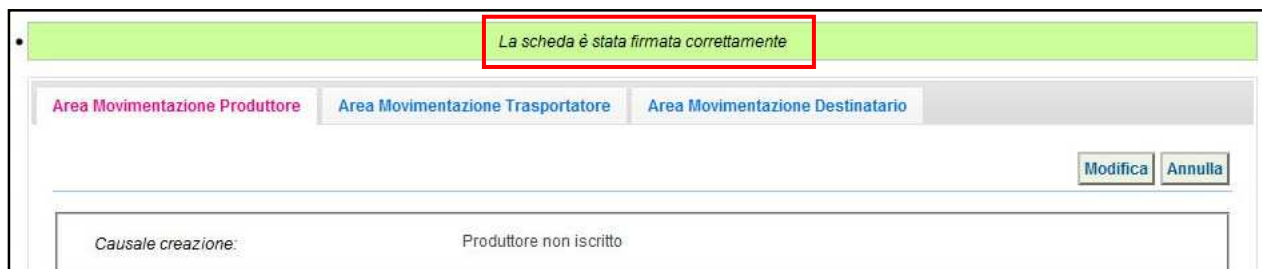 La scheda è stata firmata correttamente
Area Movimentazione Produttore Area Movimentazione Trasportatore Area Movimentazione Destinatario
Modifica Annulla
Causale creazione: Produttore non iscritto